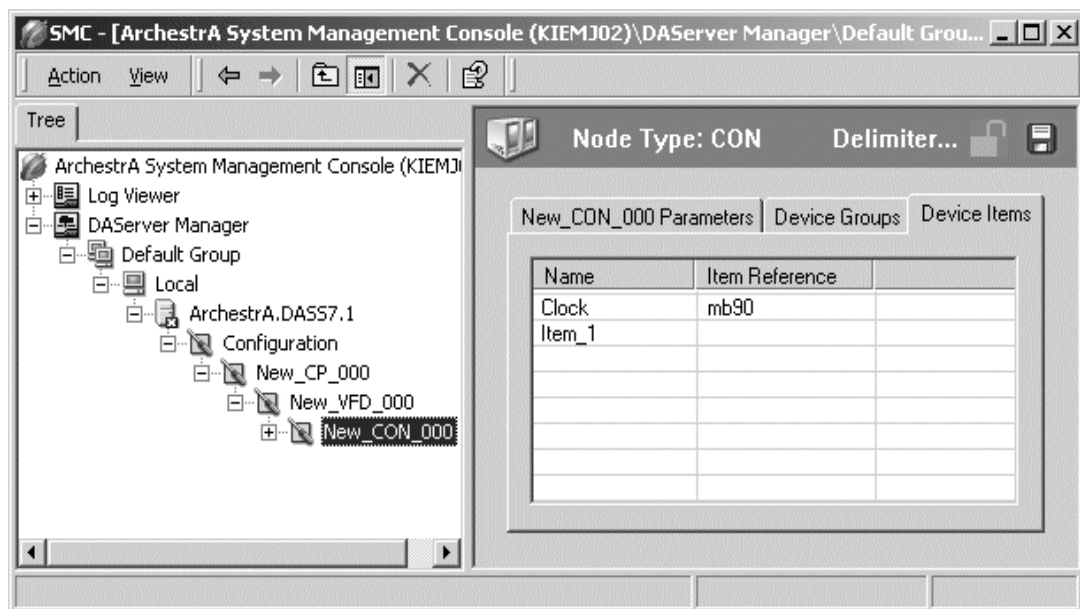 SMC - [ArchestrA System Management Console (KIEMJ02)\DAServer Manager\Default Grou...
Action View
Tree
ArchestrA System Management Console (KIEMJ
Log Viewer
DAServer Manager
Default Group
Local
ArchestrA.DASS7.1
Configuration
New_CP_000
New_VFD_000
New_CON_000
Node Type: CON Delimiter...
New_CON_000 Parameters Device Groups Device Items
Name Item Reference
Clock mb90
Item_1